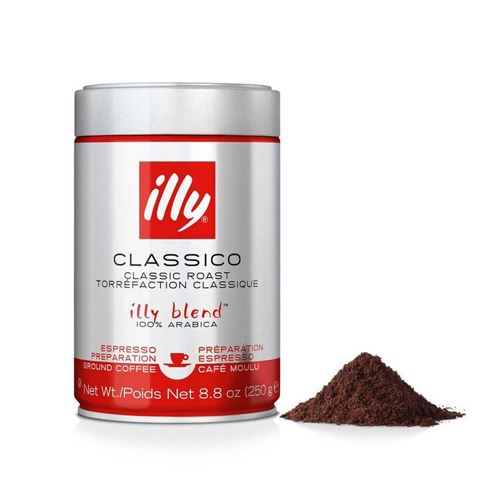 illy®
CLASSICO
CLASSIC ROAST
TORRÉFACTION CLASSIQUE
illy blend™
100% ARABICA
ESPRESSO PREPARATION
GROUND COFFEE
PRÉPARATION ESPRESSO
CAFÉ MOULU
Net Wt./Poids Net 8.8 oz (250 g)